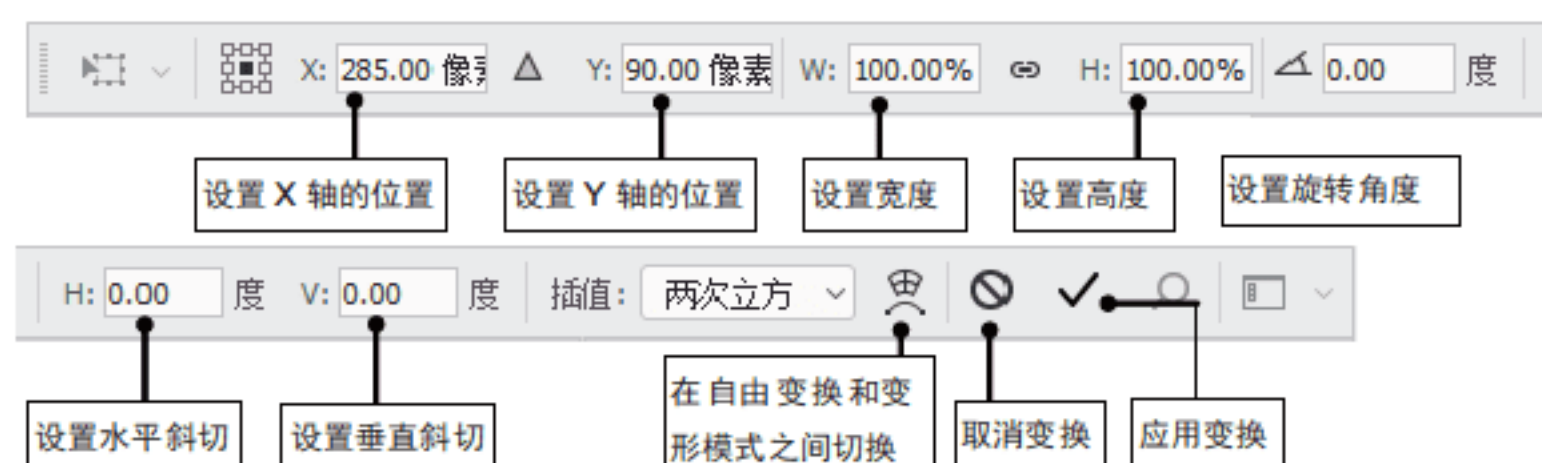 X: 285.00 像素 Y: 90.00 像素 W: 100.00% H: 100.00% 0.00 度
设置 X 轴的位置 设置 Y 轴的位置 设置宽度 设置高度 设置旋转角度
H: 0.00 度 V: 0.00 度 插值: 两次立方
设置水平斜切 设置垂直斜切 在自由变换和变
形模式之间切换 取消变换 应用变换